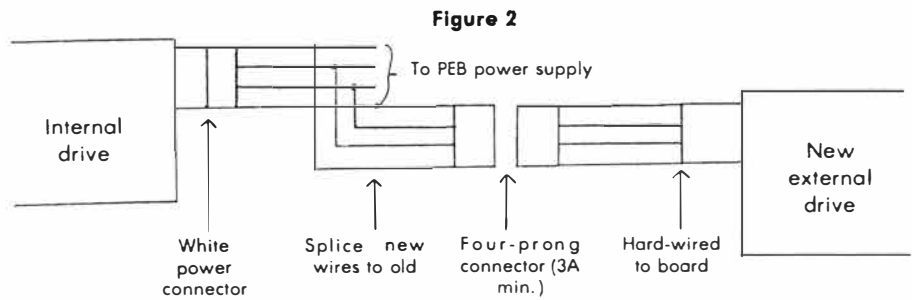 Figure 2
To PEB power supply
Internal
drive
New
external
drive
White
power
connector
Splice new
wires to old
Four-prong
connector (3A
min.)
Hard-wired
to board